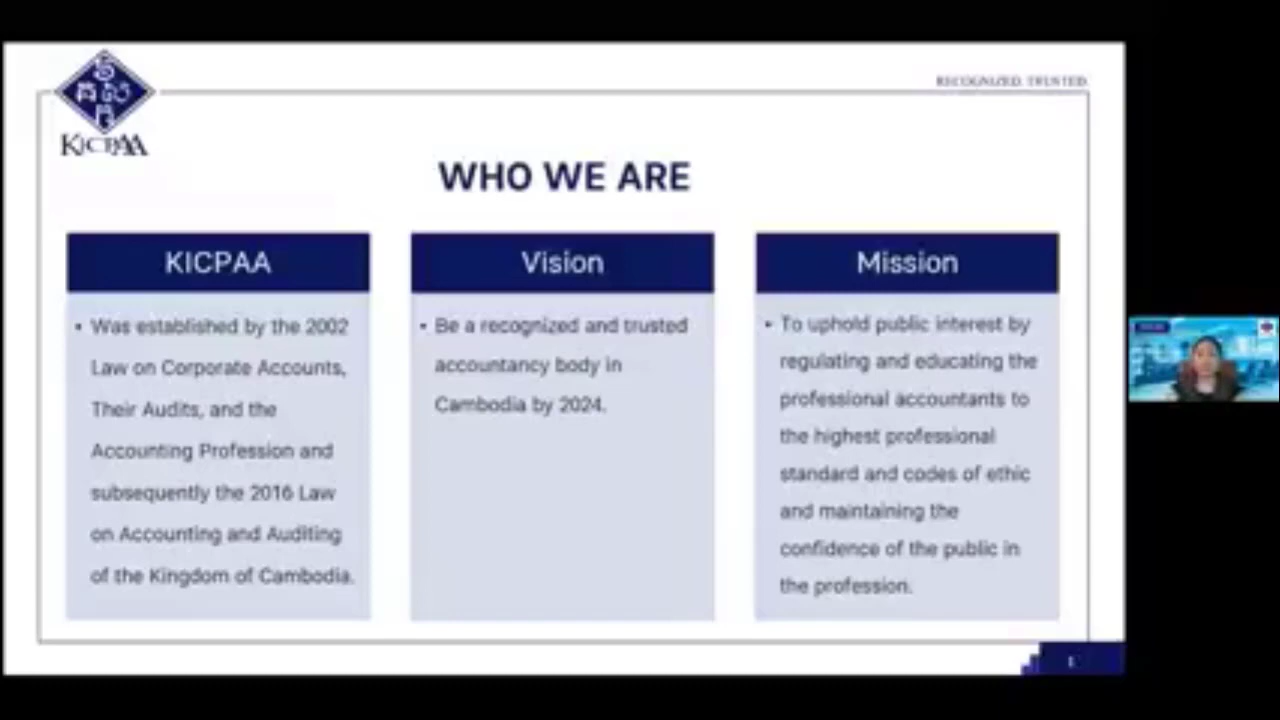 KICPAA
RECOGNIZED. TRUSTED
WHO WE ARE
KICPAA
• Was established by the 2002
Law on Corporate Accounts,
Their Audits, and the
Accounting Profession and
subsequently the 2016 Law
on Accounting and Auditing
of the Kingdom of Cambodia.
Vision
• Be a recognized and trusted
accountancy body in
Cambodia by 2024.
Mission
• To uphold public interest by
regulating and educating the
professional accountants to
the highest professional
standard and codes of ethic
and maintaining the
confidence of the public in
the profession.
1